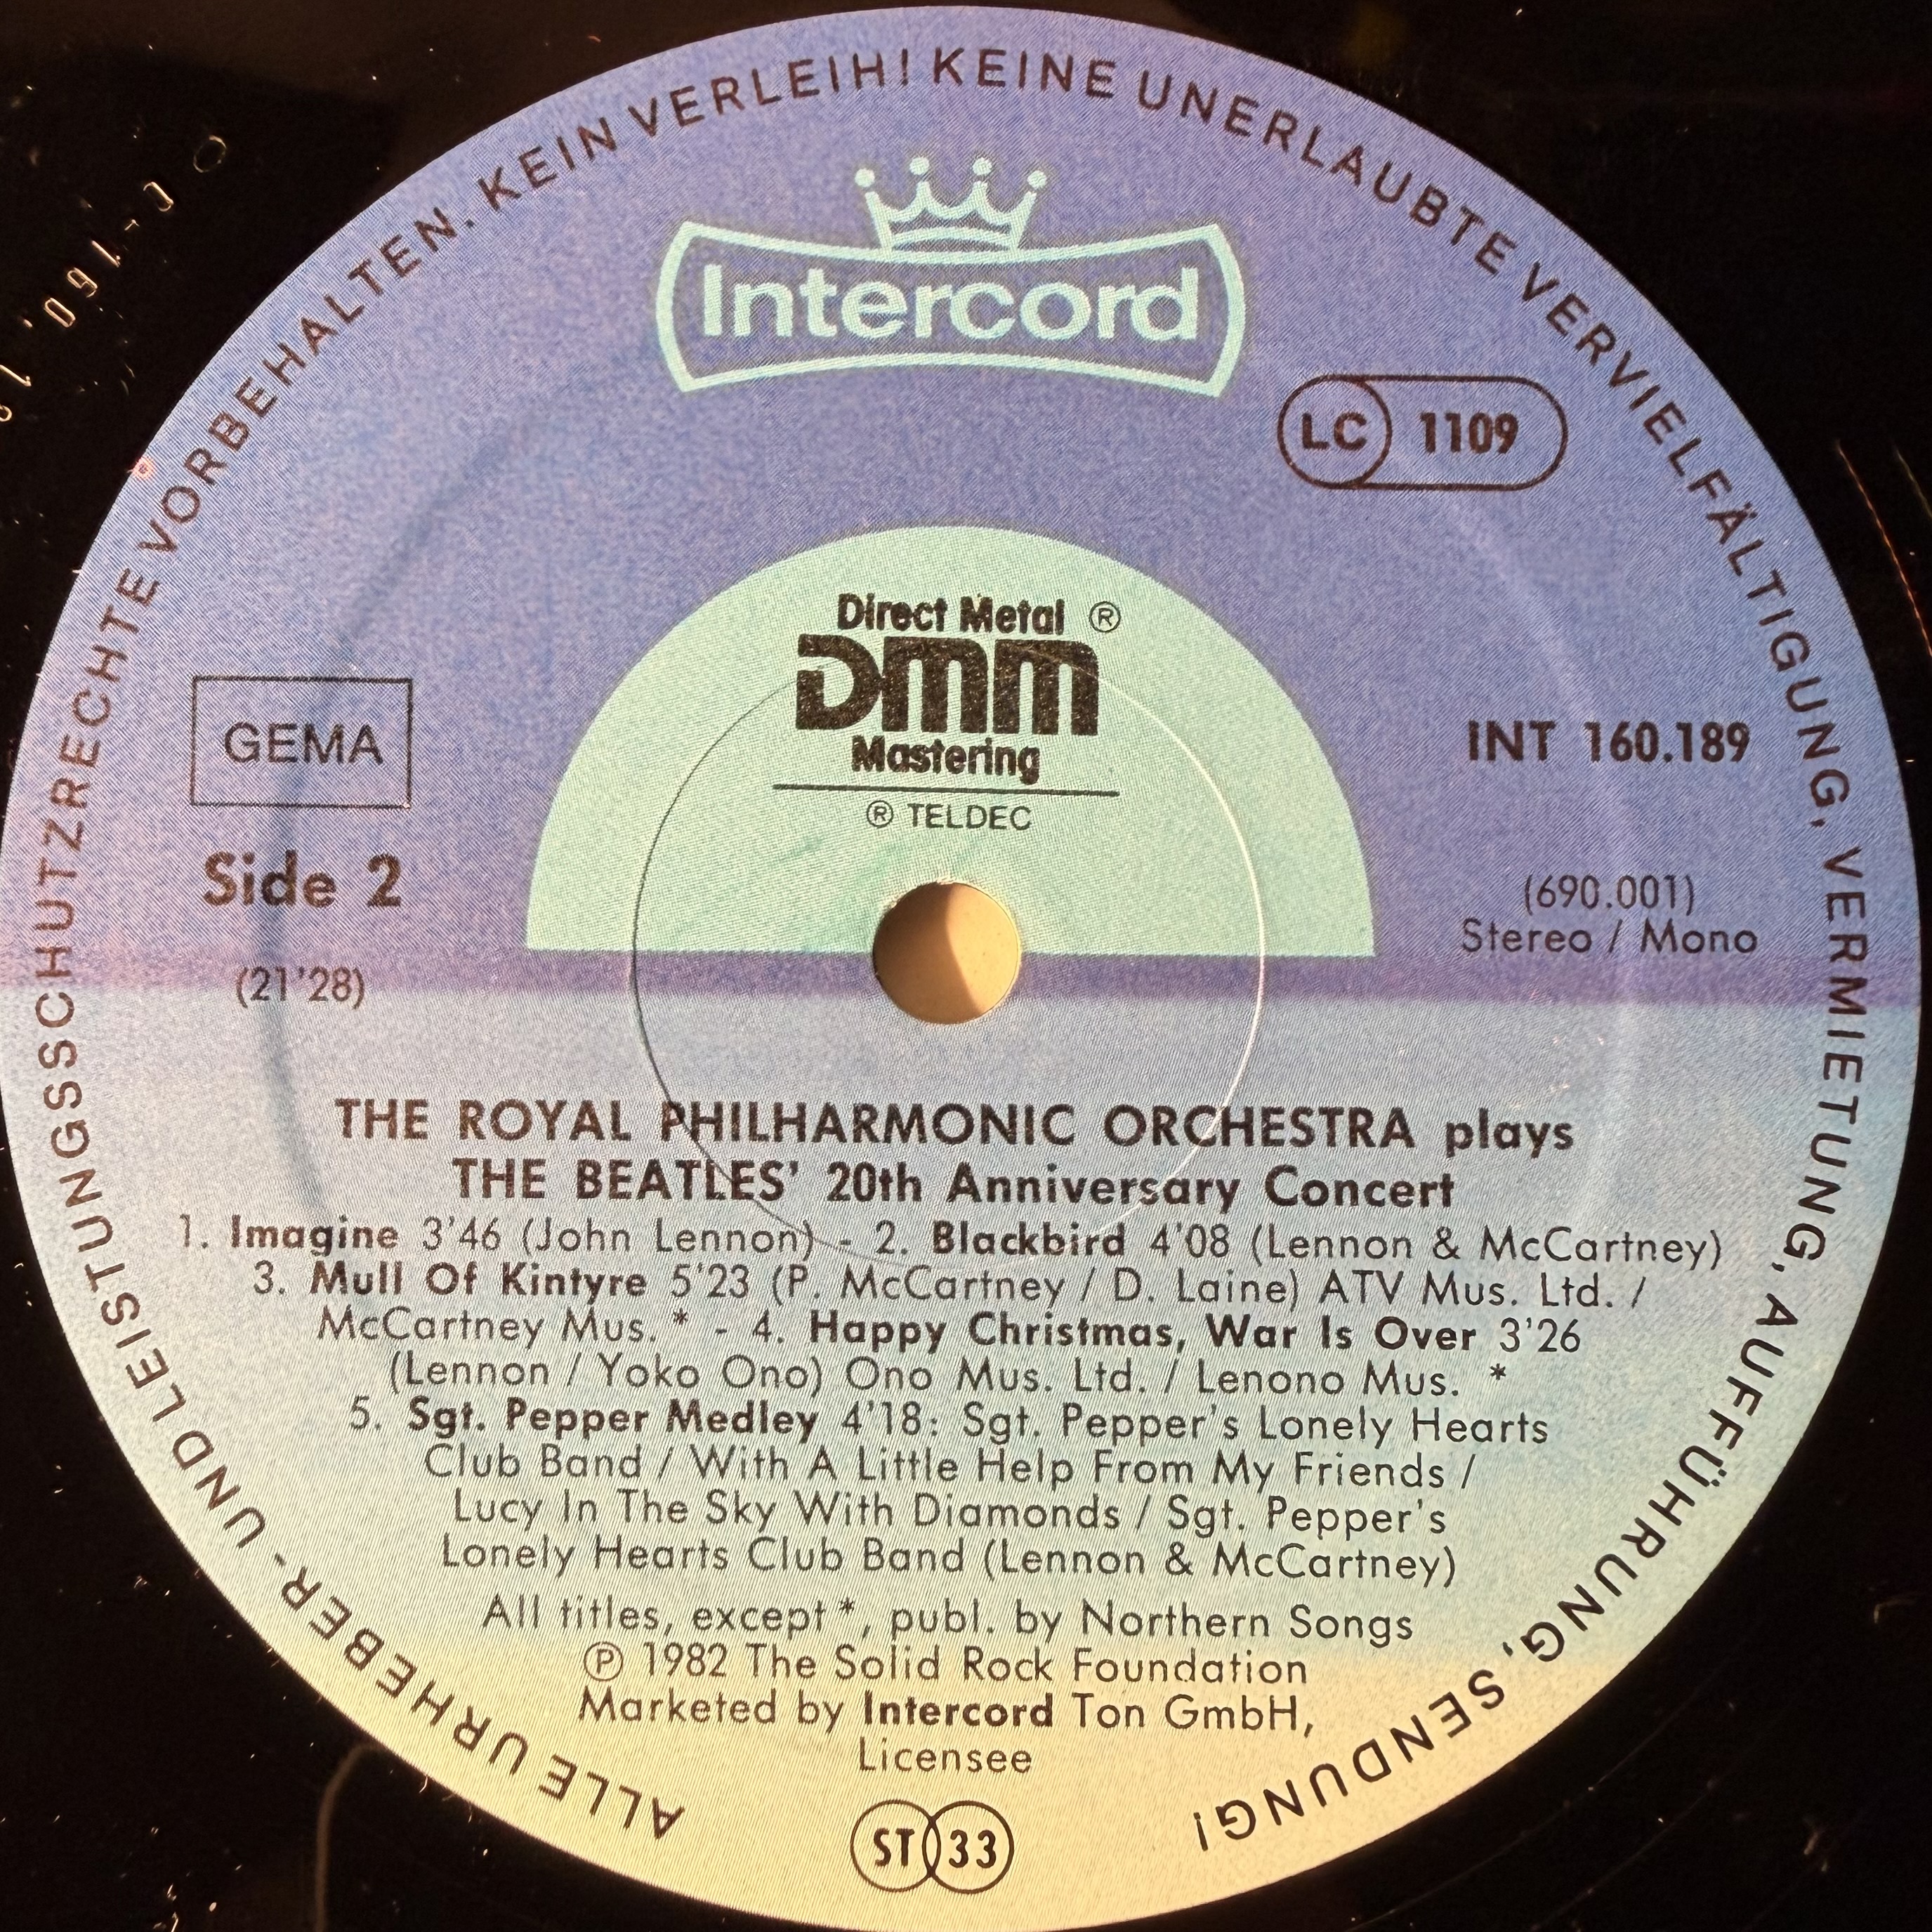 ALLE URHEBER- UND LEISTUNGSSCHUTZRECHTE VORBEHALTEN. KEIN VERLEIH! KEINE UNERLAUBTE VERVIELFÄLTIGUNG, VERMIETUNG, AUFFÜHRUNG, SENDUNG!
Intercord
LC 1109
Direct Metal ®
DMM
Mastering
® TELDEC
GEMA
INT 160.189
Side 2
(690.001)
Stereo / Mono
(21'28)
THE ROYAL PHILHARMONIC ORCHESTRA plays
THE BEATLES' 20th Anniversary Concert
1. Imagine 3'46 (John Lennon) - 2. Blackbird 4'08 (Lennon & McCartney)
3. Mull Of Kintyre 5'23 (P. McCartney / D. Laine) ATV Mus. Ltd. /
McCartney Mus. * - 4. Happy Christmas, War Is Over 3'26
(Lennon / Yoko Ono) Ono Mus. Ltd. / Lenono Mus. *
5. Sgt. Pepper Medley 4'18: Sgt. Pepper's Lonely Hearts
Club Band / With A Little Help From My Friends /
Lucy In The Sky With Diamonds / Sgt. Pepper's
Lonely Hearts Club Band (Lennon & McCartney)
All titles, except *, publ. by Northern Songs
℗ 1982 The Solid Rock Foundation
Marketed by Intercord Ton GmbH,
Licensee
ST 33